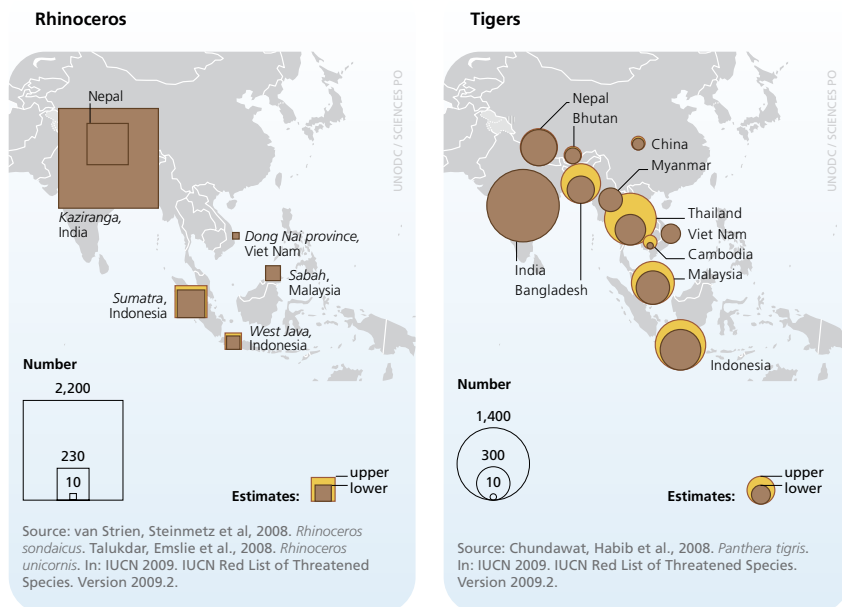 Rhinoceros
UNODC / SCIENCES PO
Nepal
Kaziranga,
India
Dong Nai province,
Viet Nam
Sabah,
Malaysia
Sumatra,
Indonesia
West Java,
Indonesia
Number
2,200
230
10
Estimates:
upper
lower
Source: van Strien, Steinmetz et al, 2008. Rhinoceros
sondaicus. Talukdar, Emslie et al., 2008. Rhinoceros
unicornis. In: IUCN 2009. IUCN Red List of Threatened
Species. Version 2009.2.
Tigers
UNODC / SCIENCES PO
Nepal
Bhutan
China
Myanmar
Thailand
Viet Nam
Cambodia
Malaysia
India
Bangladesh
Indonesia
Number
1,400
300
10
Estimates:
upper
lower
Source: Chundawat, Habib et al., 2008. Panthera tigris.
In: IUCN 2009. IUCN Red List of Threatened Species.
Version 2009.2.